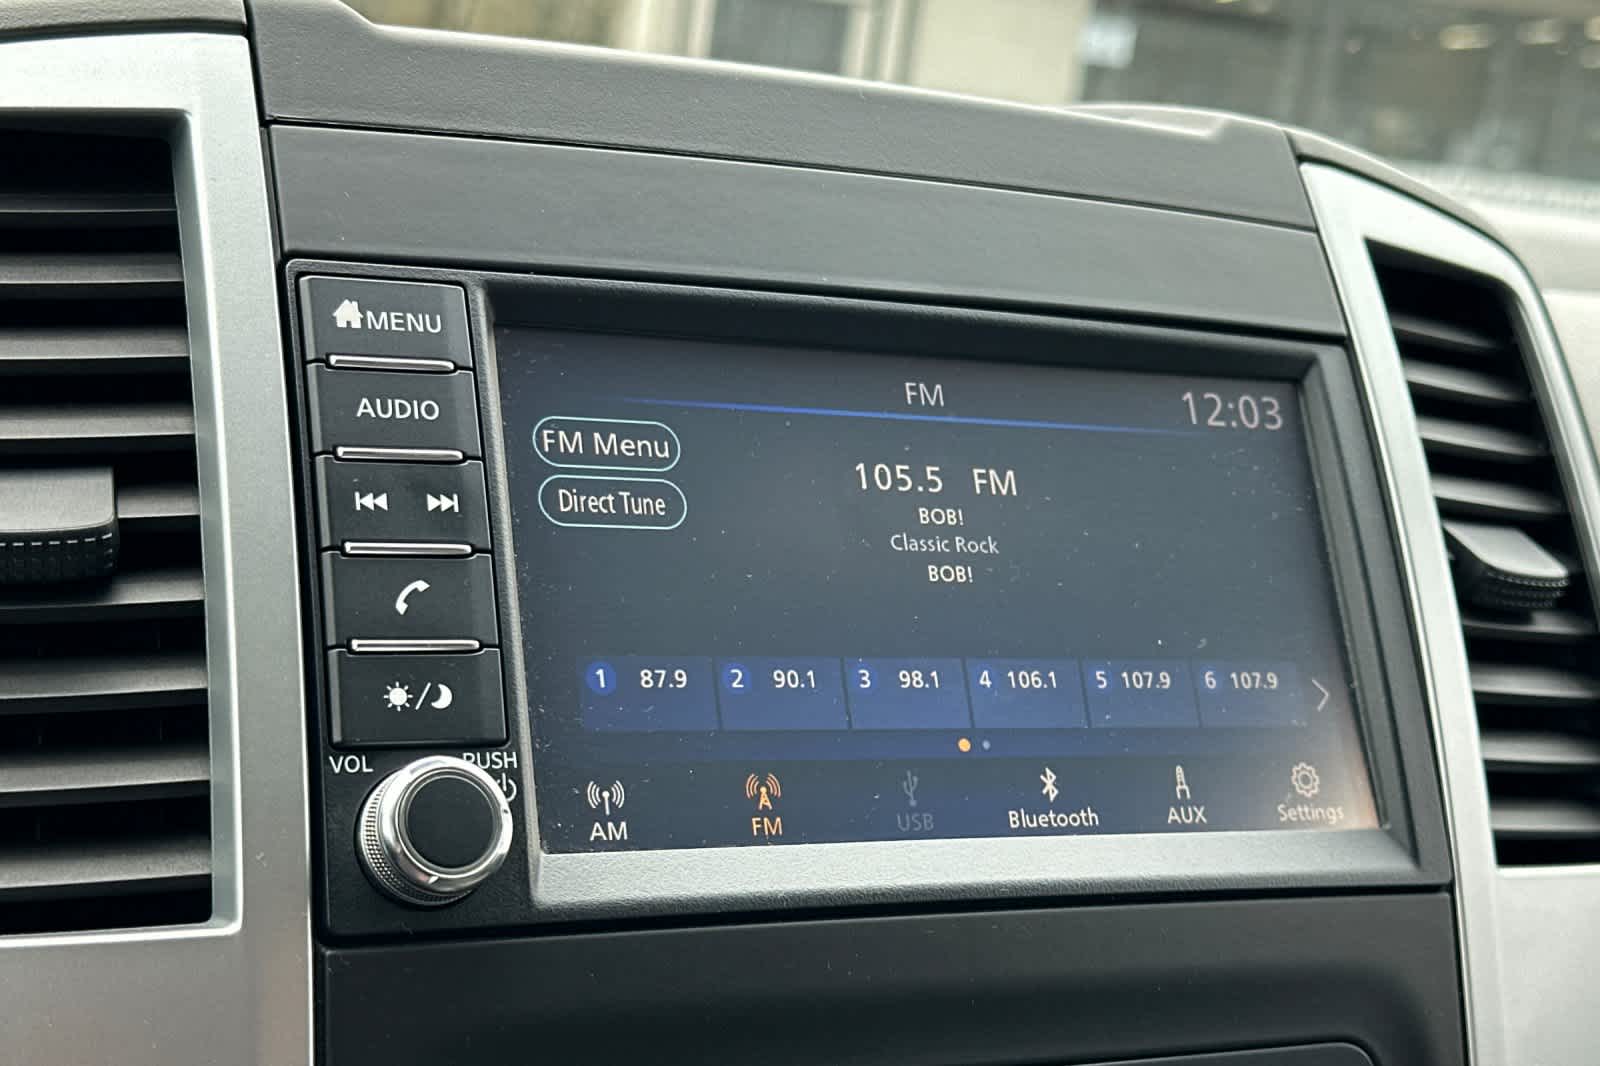 MENU
AUDIO
VOL
PUSH
FM
12:03
FM Menu
Direct Tune
105.5 FM
BOB!
Classic Rock
BOB!
1 87.9 2 90.1 3 98.1 4 106.1 5 107.9 6 107.9
AM FM USB Bluetooth AUX Settings